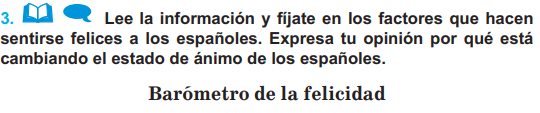 3. Lee la información y fíjate en los factores que hacen
sentirse felices a los españoles. Expresa tu opinión por qué está
cambiando el estado de ánimo de los españoles.
Barómetro de la felicidad